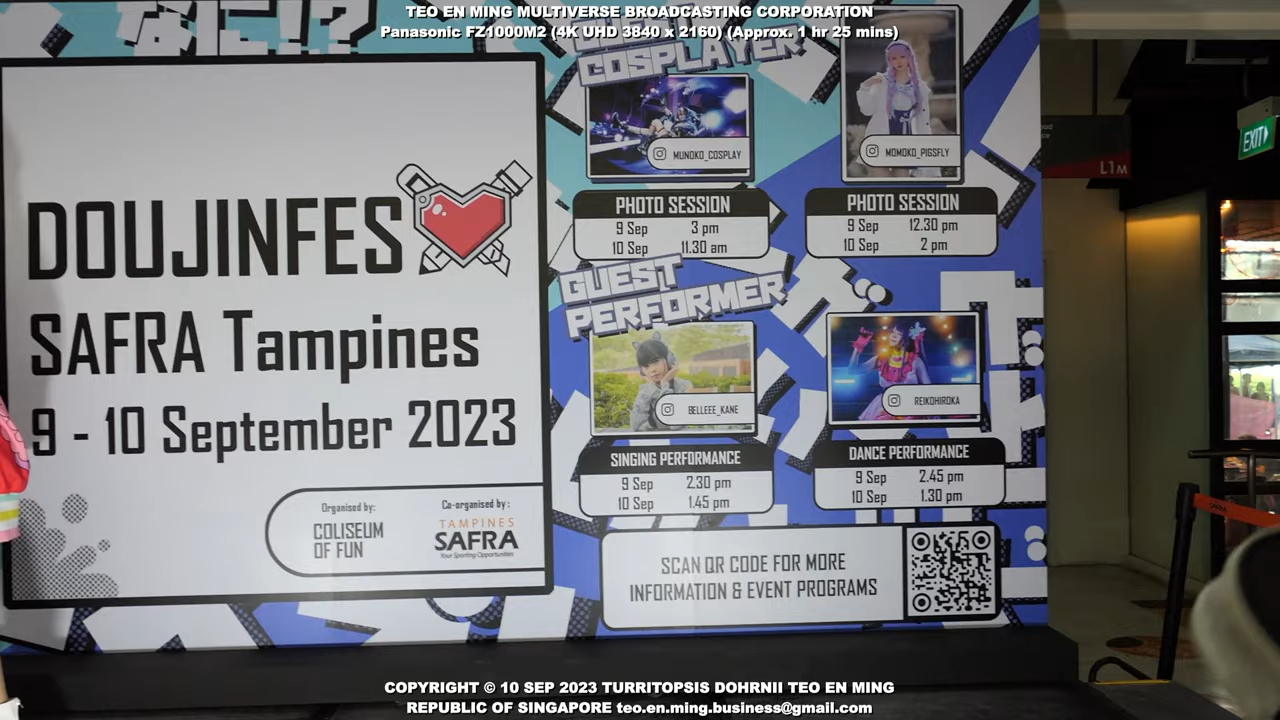 TEO EN MING MULTIVERSE BROADCASTING CORPORATION
Panasonic FZ1000M2 (4K UHD 3840 x 2160) (Approx. 1 hr 25 mins)
なに!?
DOUJINFES
SAFRA Tampines
9 - 10 September 2023
Organised by:
COLISEUM
OF FUN
Co-organised by:
TAMPINES
SAFRA
Your Sporting Opportunities
GUEST
COSPLAYER
MUNOKO_COSPLAY
PHOTO SESSION
9 Sep 3 pm
10 Sep 11.30 am
MOMOKO_PIGSFLY
PHOTO SESSION
9 Sep 12.30 pm
10 Sep 2 pm
GUEST
PERFORMER
BELLEEE_KANE
SINGING PERFORMANCE
9 Sep 2.30 pm
10 Sep 1.45 pm
REIKOHIROKA
DANCE PERFORMANCE
9 Sep 2.45 pm
10 Sep 1.30 pm
SCAN QR CODE FOR MORE
INFORMATION & EVENT PROGRAMS
L1M
EXIT
COPYRIGHT © 10 SEP 2023 TURRITOPSIS DOHRNII TEO EN MING
REPUBLIC OF SINGAPORE teo.en.ming.business@gmail.com